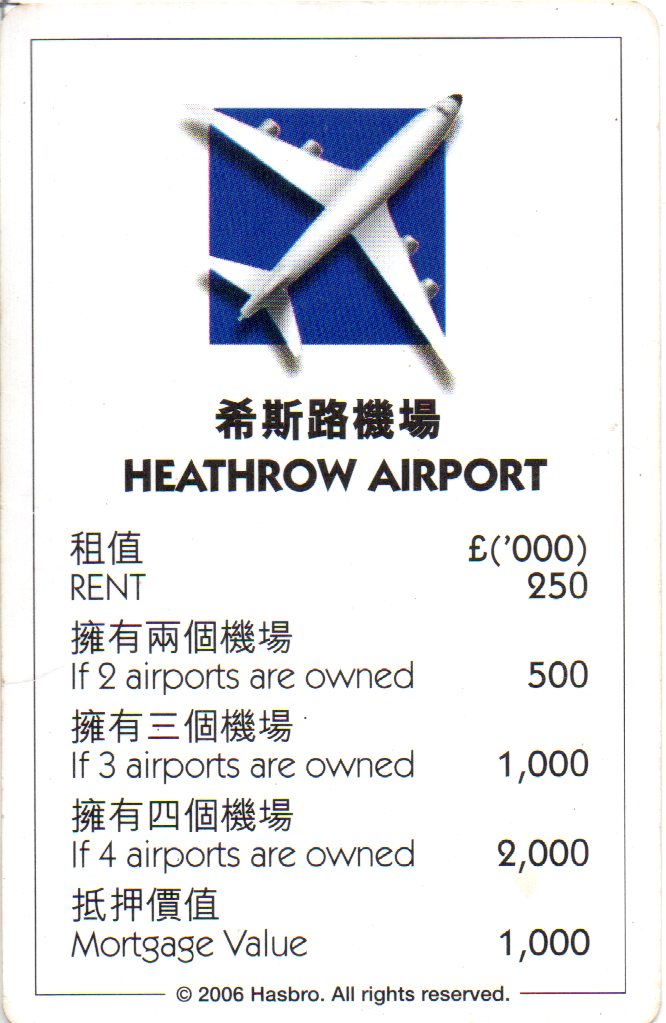 希斯路機場
HEATHROW AIRPORT
租值 £('000)
RENT 250
擁有兩個機場
If 2 airports are owned 500
擁有三個機場
If 3 airports are owned 1,000
擁有四個機場
If 4 airports are owned 2,000
抵押價值
Mortgage Value 1,000
© 2006 Hasbro. All rights reserved.